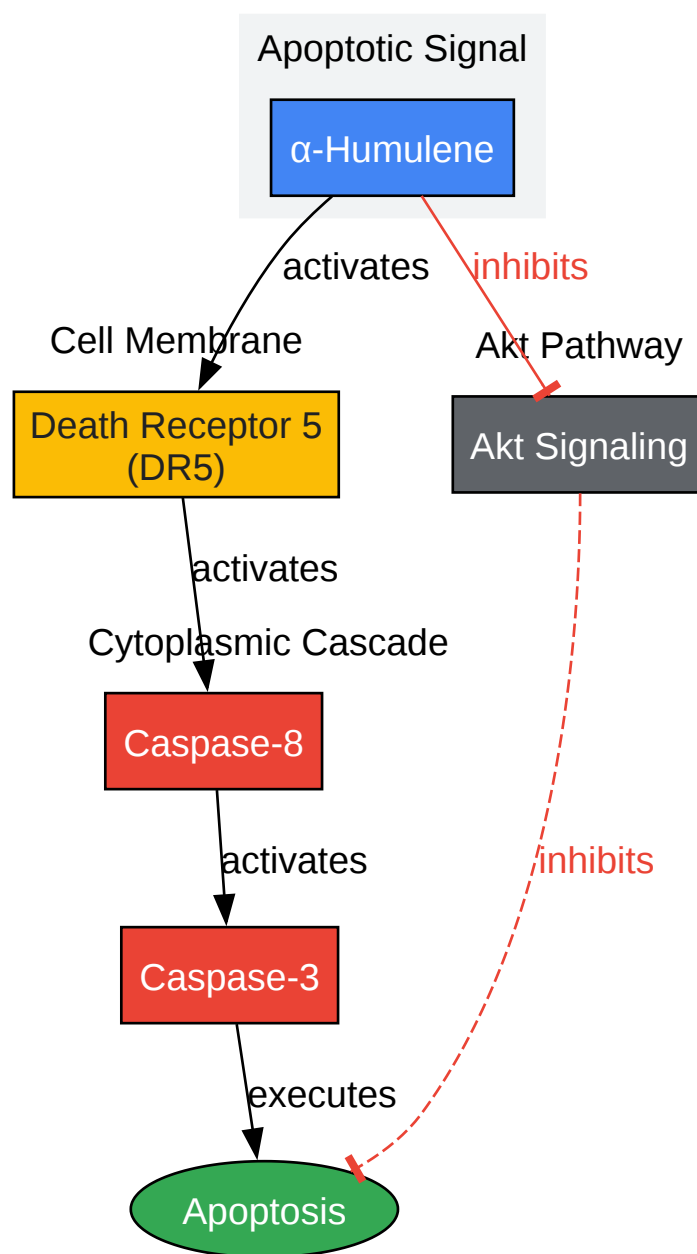 Apoptotic Signal
α-Humulene
activates
inhibits
Cell Membrane
Akt Pathway
Death Receptor 5
(DR5)
Akt Signaling
activates
Cytoplasmic Cascade
Caspase-8
activates
inhibits
Caspase-3
executes
Apoptosis